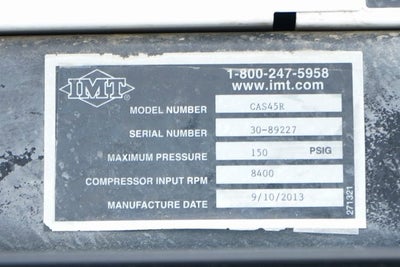 IMT ®
1-800-247-5958
www.imt.com
MODEL NUMBER CAS45R
SERIAL NUMBER 30-89227
MAXIMUM PRESSURE 150 PSIG
COMPRESSOR INPUT RPM 8400
MANUFACTURE DATE 9/10/2013
271321